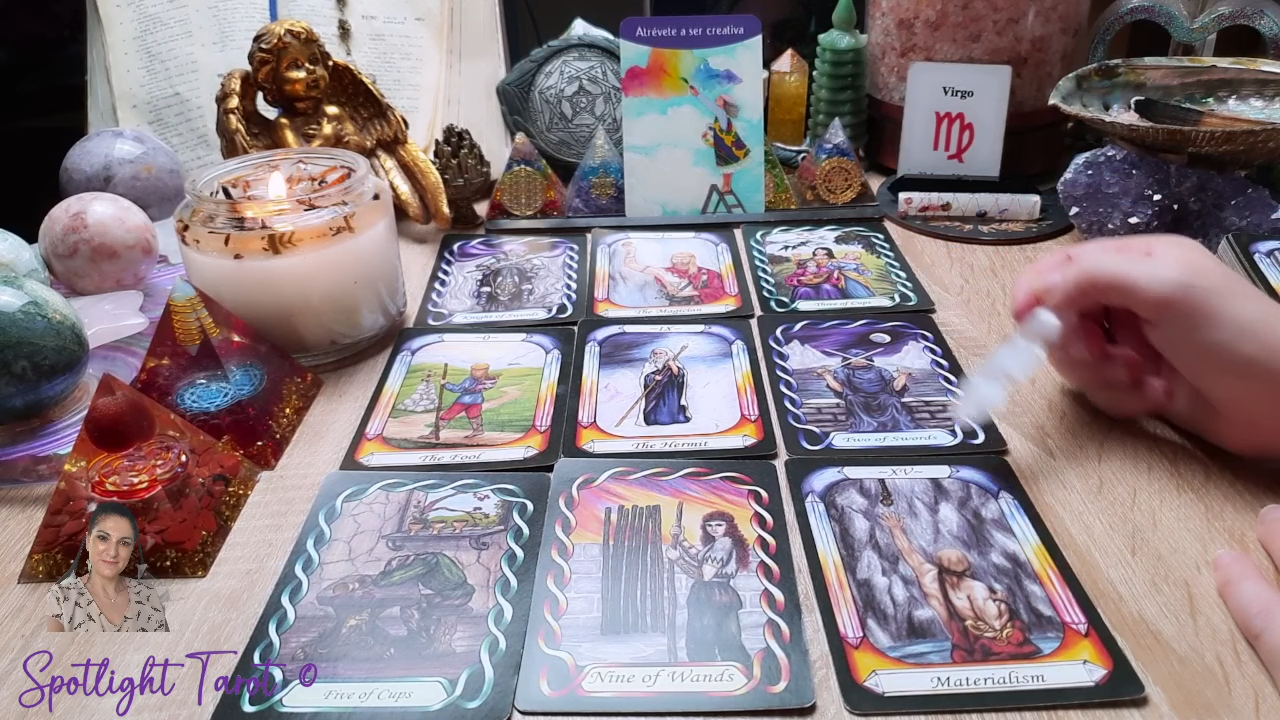 Atrévete a ser creativa
Virgo
Knight of Swords
The Magician
Three of Cups
~0~
The Fool
~IX~
The Hermit
Two of Swords
Five of Cups
Nine of Wands
~XV~
Materialism
Spotlight Tarot ©